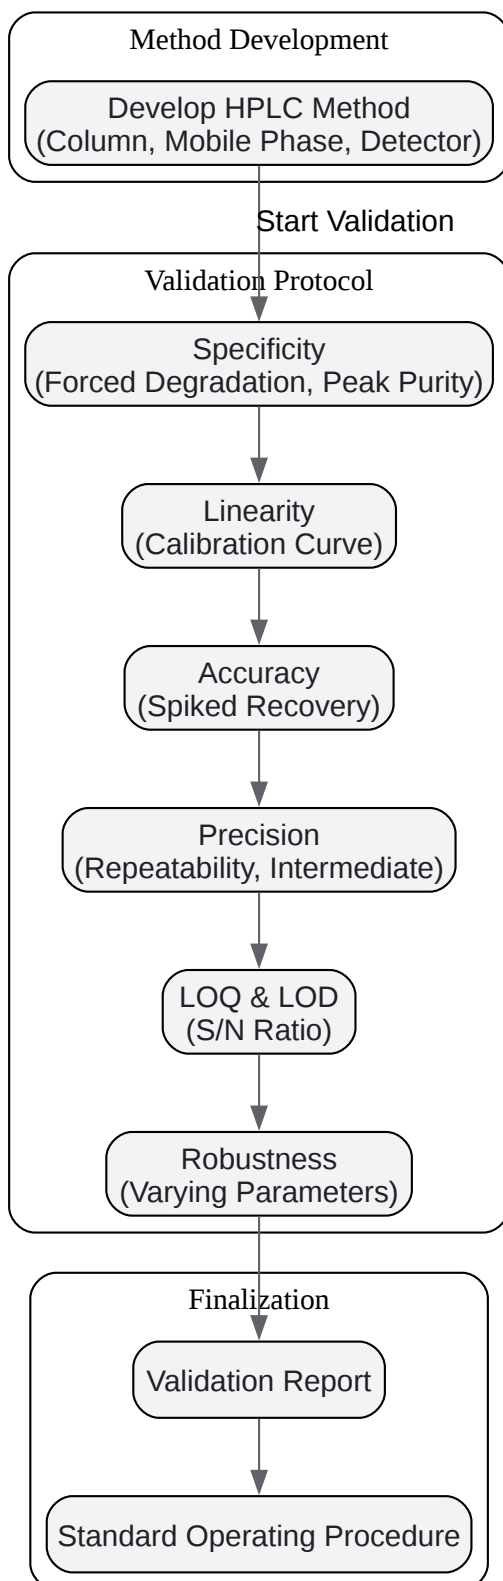 Method Development
Develop HPLC Method
(Column, Mobile Phase, Detector)
Start Validation
Validation Protocol
Specificity
(Forced Degradation, Peak Purity)
Linearity
(Calibration Curve)
Accuracy
(Spiked Recovery)
Precision
(Repeatability, Intermediate)
LOQ & LOD
(S/N Ratio)
Robustness
(Varying Parameters)
Finalization
Validation Report
Standard Operating Procedure